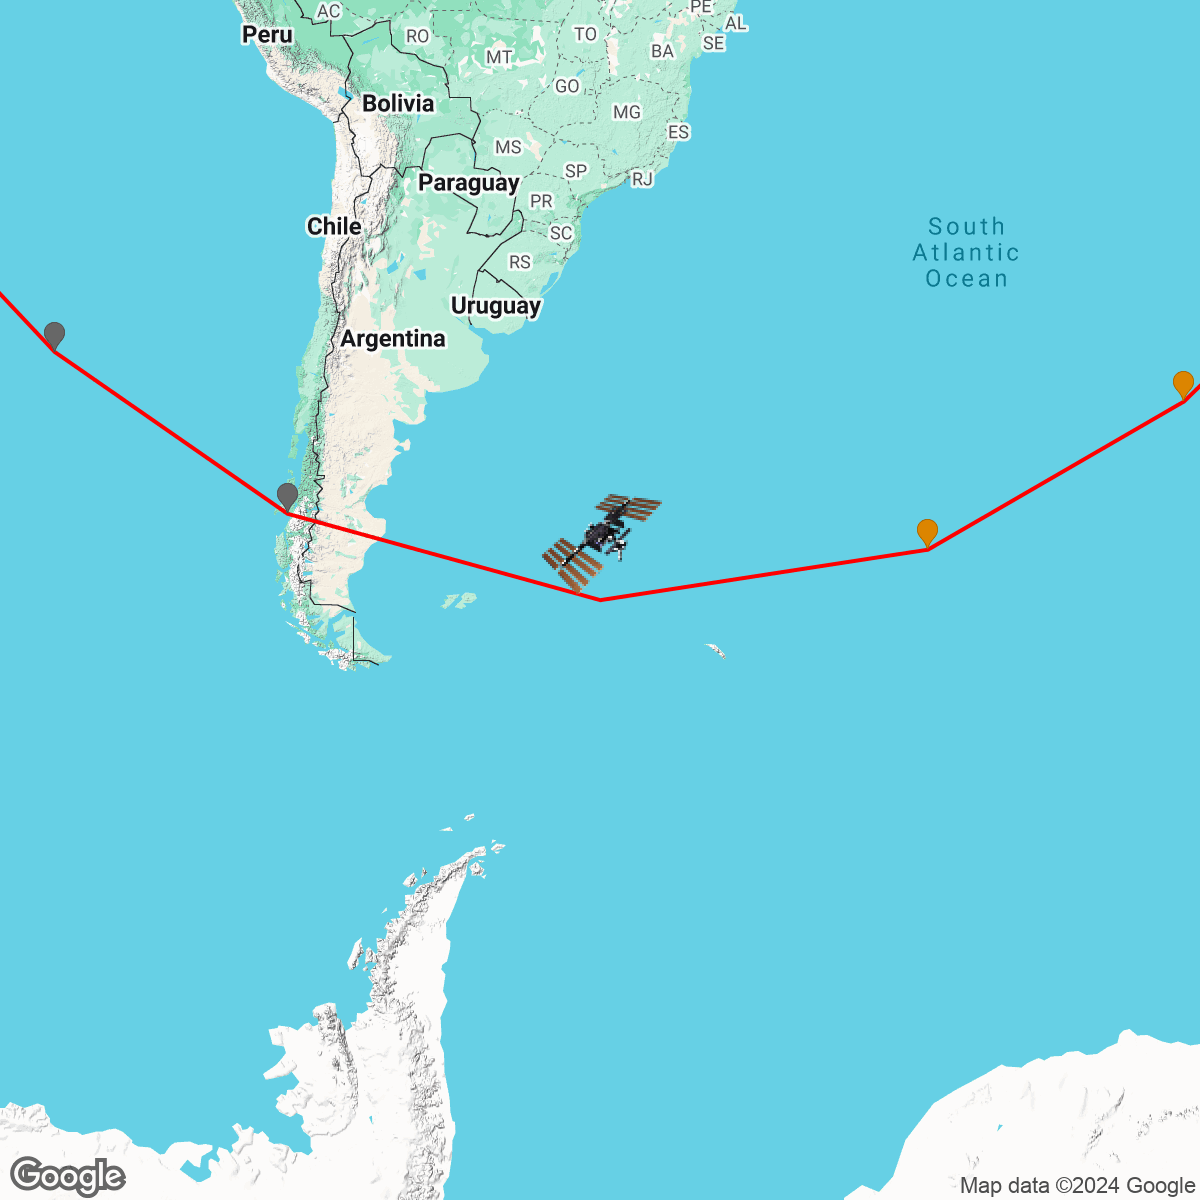 AC
PE
Peru
RO
TO
AL
MT
BA
SE
GO
Bolivia
MG
ES
MS
SP
Paraguay
RJ
PR
Chile
SC
South
Atlantic
Ocean
RS
Uruguay
Argentina
Google
Map data ©2024 Google